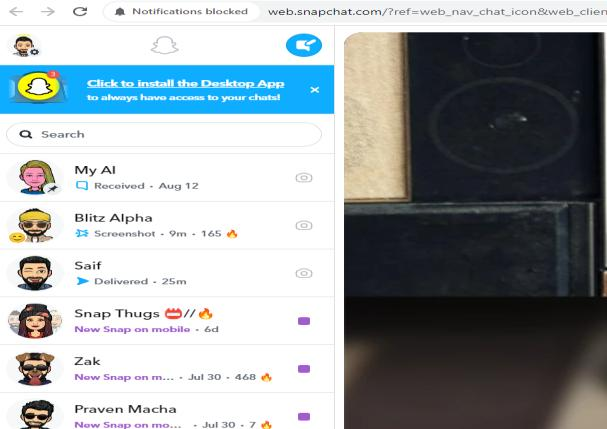 Notifications blocked
web.snapchat.com/?ref=web_nav_chat_icon&web_clien
3
Click to install the Desktop App
to always have access to your chats!
Search
My AI
Received · Aug 12
Blitz Alpha
Screenshot · 9m · 165 🔥
Saif
Delivered · 25m
Snap Thugs 📛//🔥
New Snap on mobile · 6d
Zak
New Snap on m... · Jul 30 · 468 🔥
Praven Macha
New Snap on mo... · Jul 30 · 7 🔥